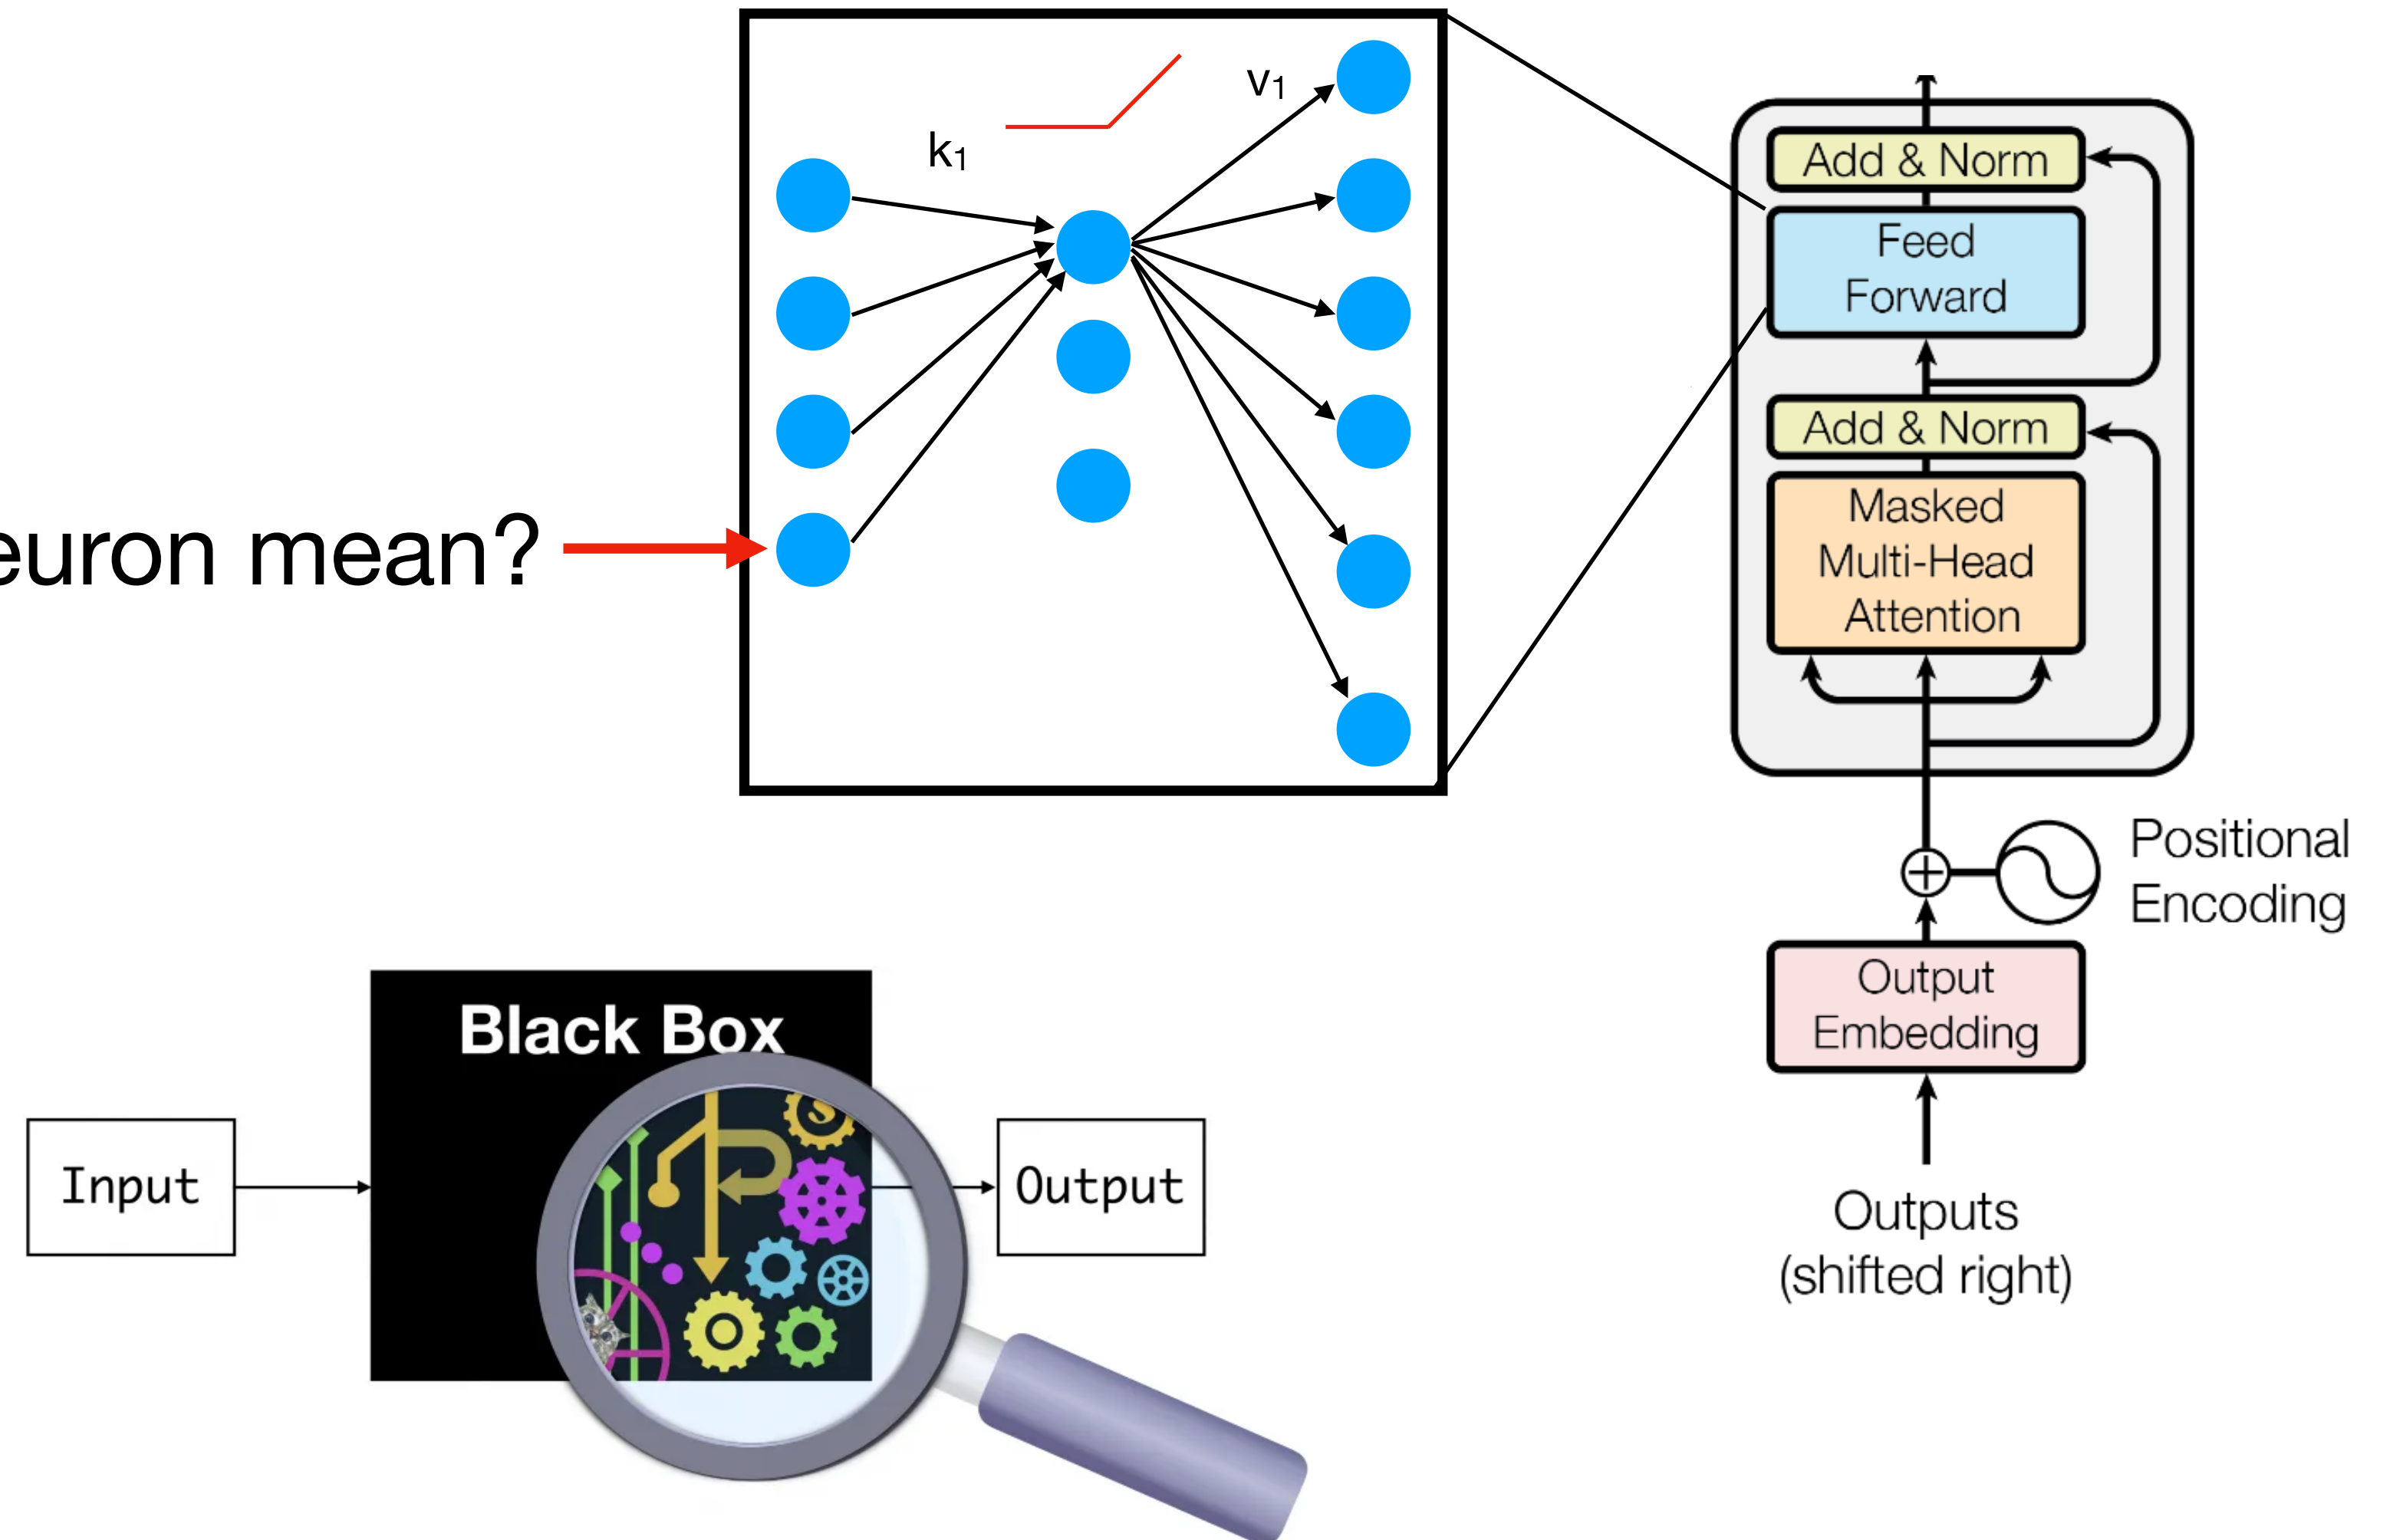 k₁
v₁
euron mean?
Add & Norm
Feed
Forward
Add & Norm
Masked
Multi-Head
Attention
Positional
Encoding
Output
Embedding
Outputs
(shifted right)
Black Box
Input
Output